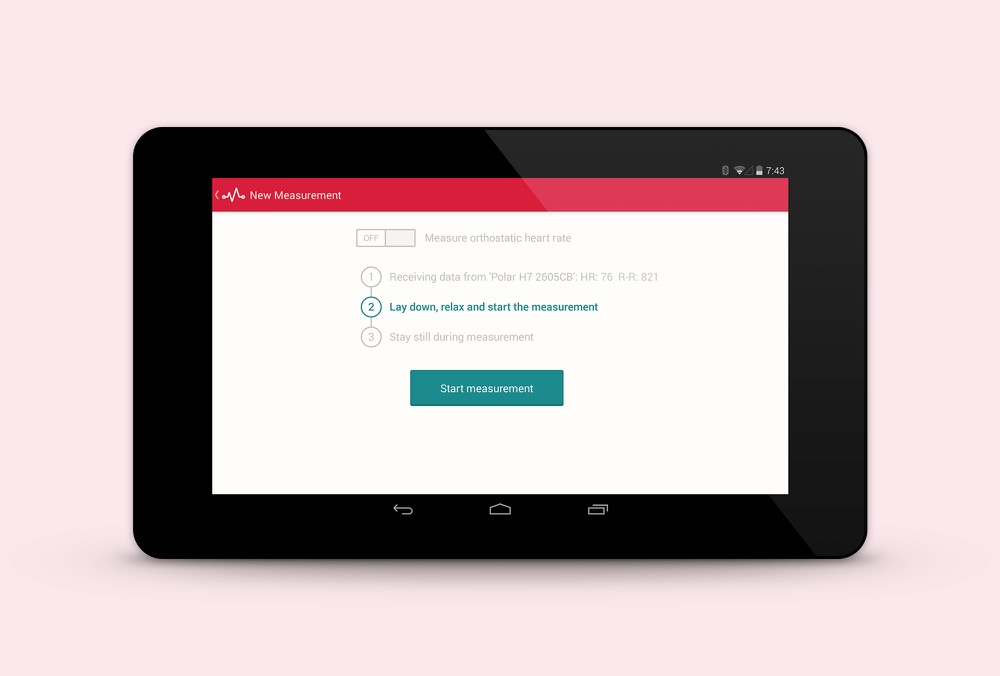 7:43
New Measurement
OFF Measure orthostatic heart rate
1 Receiving data from 'Polar H7 2605CB': HR: 76 R-R: 821
2 Lay down, relax and start the measurement
3 Stay still during measurement
Start measurement